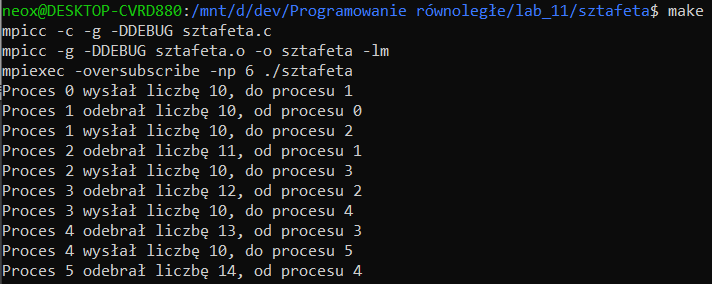 neox@DESKTOP-CVRD880:/mnt/d/dev/Programowanie równoległe/lab_11/sztafeta$ make
mpicc -c -g -DDEBUG sztafeta.c
mpicc -g -DDEBUG sztafeta.o -o sztafeta -lm
mpiexec -oversubscribe -np 6 ./sztafeta
Proces 0 wysłał liczbę 10, do procesu 1
Proces 1 odebrał liczbę 10, od procesu 0
Proces 1 wysłał liczbę 10, do procesu 2
Proces 2 odebrał liczbę 11, od procesu 1
Proces 2 wysłał liczbę 10, do procesu 3
Proces 3 odebrał liczbę 12, od procesu 2
Proces 3 wysłał liczbę 10, do procesu 4
Proces 4 odebrał liczbę 13, od procesu 3
Proces 4 wysłał liczbę 10, do procesu 5
Proces 5 odebrał liczbę 14, od procesu 4